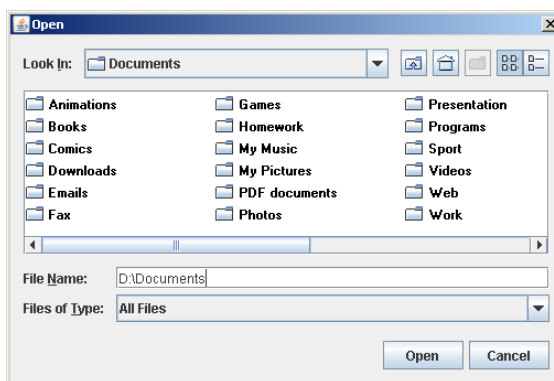 Open
Look In: Documents
Animations Games Presentation
Books Homework Programs
Comics My Music Sport
Downloads My Pictures Videos
Emails PDF documents Web
Fax Photos Work
File Name: D:\Documents
Files of Type: All Files
Open Cancel